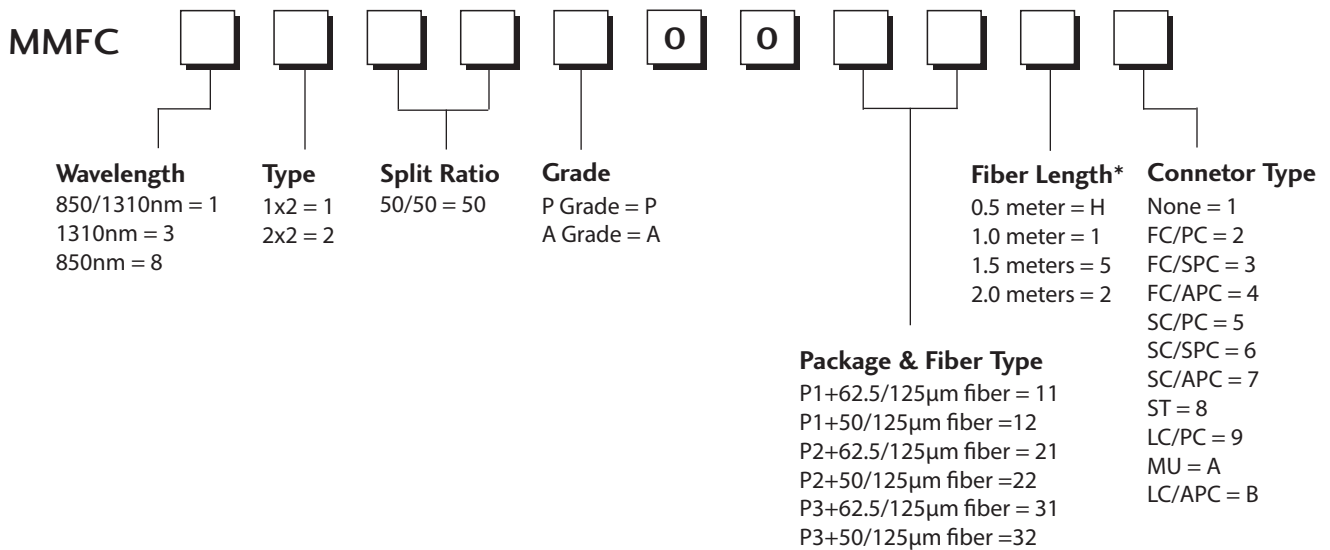 MMFC 0 0
Wavelength
850/1310nm = 1
1310nm = 3
850nm = 8
Type
1x2 = 1
2x2 = 2
Split Ratio
50/50 = 50
Grade
P Grade = P
A Grade = A
Package & Fiber Type
P1+62.5/125µm fiber = 11
P1+50/125µm fiber =12
P2+62.5/125µm fiber = 21
P2+50/125µm fiber =22
P3+62.5/125µm fiber = 31
P3+50/125µm fiber =32
Fiber Length*
0.5 meter = H
1.0 meter = 1
1.5 meters = 5
2.0 meters = 2
Connetor Type
None = 1
FC/PC = 2
FC/SPC = 3
FC/APC = 4
SC/PC = 5
SC/SPC = 6
SC/APC = 7
ST = 8
LC/PC = 9
MU = A
LC/APC = B